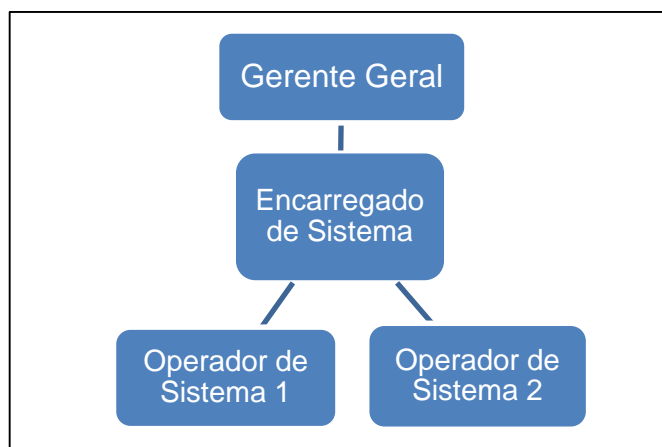 Gerente Geral
Encarregado
de Sistema
Operador de
Sistema 1
Operador de
Sistema 2